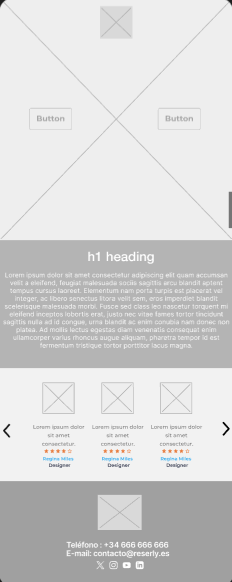 Button
Button
h1 heading
Lorem ipsum dolor sit amet consectetur adipiscing elit quam accumsan
velit a eleifend, feugiat malesuada sociis sagittis arcu blandit aptent
tempus cursus laoreet. Elementum nam porta turpis est placerat vel
integer, ac libero senectus litora velit sem, eros imperdiet blandit
scelerisque malesuada morbi. Fusce sed class leo nascetur torquent mi
eleifend inceptos lobortis erat, justo nec vitae fames tortor tincidunt
sagittis nulla ad id congue, urna blandit ac enim conubia nam donec non
platea. Ad mollis lectus egestas diam venenatis consequat enim
ullamcorper varius rhoncus aliquam, pharetra tempor id est
fermentum tristique tortor porttitor lacus magna.
Lorem ipsum dolor
sit amet
consectetur.
Regina Miles
Designer
Lorem ipsum dolor
sit amet
consectetur.
Regina Miles
Designer
Lorem ipsum dolor
sit amet
consectetur.
Regina Miles
Designer
Teléfono : +34 666 666 666
E-mail: contacto@reserly.es